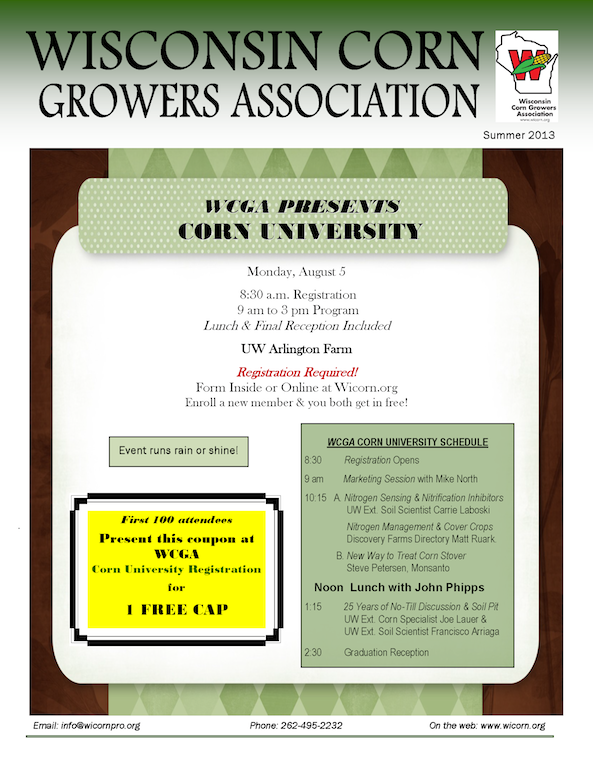 WISCONSIN CORN
GROWERS ASSOCIATION
W
Wisconsin
Corn Growers
Association
www.wicorn.org
Summer 2013
WCGA PRESENTS
CORN UNIVERSITY
Monday, August 5
8:30 a.m. Registration
9 am to 3 pm Program
Lunch & Final Reception Included
UW Arlington Farm
Registration Required!
Form Inside or Online at Wicorn.org
Enroll a new member & you both get in free!
Event runs rain or shine!
First 100 attendees
Present this coupon at
WCGA
Corn University Registration
for
1 FREE CAP
WCGA CORN UNIVERSITY SCHEDULE
8:30 Registration Opens
9 am Marketing Session with Mike North
10:15 A. Nitrogen Sensing & Nitrification Inhibitors
UW Ext. Soil Scientist Carrie Laboski
Nitrogen Management & Cover Crops
Discovery Farms Directory Matt Ruark
B. New Way to Treat Corn Stover
Steve Petersen, Monsanto
Noon Lunch with John Phipps
1:15 25 Years of No-Till Discussion & Soil Pit
UW Ext. Corn Specialist Joe Lauer &
UW Ext. Soil Scientist Francisco Arriaga
2:30 Graduation Reception
Email: info@wicornpro.org Phone: 262-495-2232 On the web: www.wicorn.org